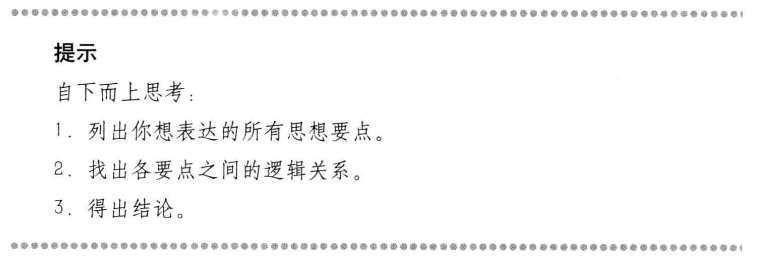 提示
自下而上思考：
1. 列出你想表达的所有思想要点。
2. 找出各要点之间的逻辑关系。
3. 得出结论。